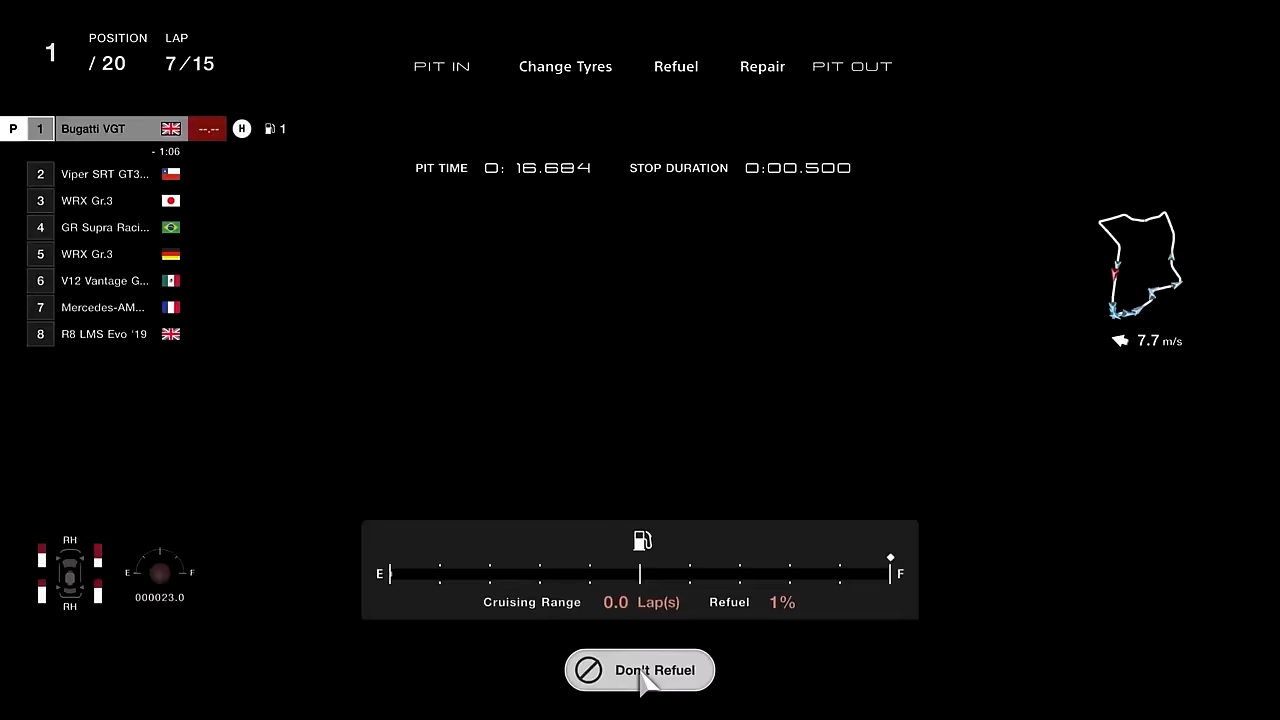 POSITION LAP
1 / 20 7/15
PIT IN Change Tyres Refuel Repair PIT OUT
P 1 Bugatti VGT --.-- H 1
- 1:06
PIT TIME 0: 16.684 STOP DURATION 0:00.500
2 Viper SRT GT3...
3 WRX Gr.3
4 GR Supra Raci...
5 WRX Gr.3
6 V12 Vantage G...
7 Mercedes-AM...
8 R8 LMS Evo '19
7.7 m/s
RH
E F
000023.0
RH
E F
Cruising Range 0.0 Lap(s) Refuel 1%
Don't Refuel